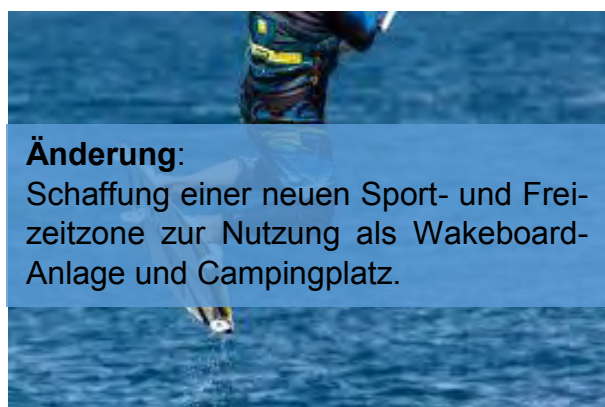 Änderung:
Schaffung einer neuen Sport- und Frei-
zeitzone zur Nutzung als Wakeboard-
Anlage und Campingplatz.